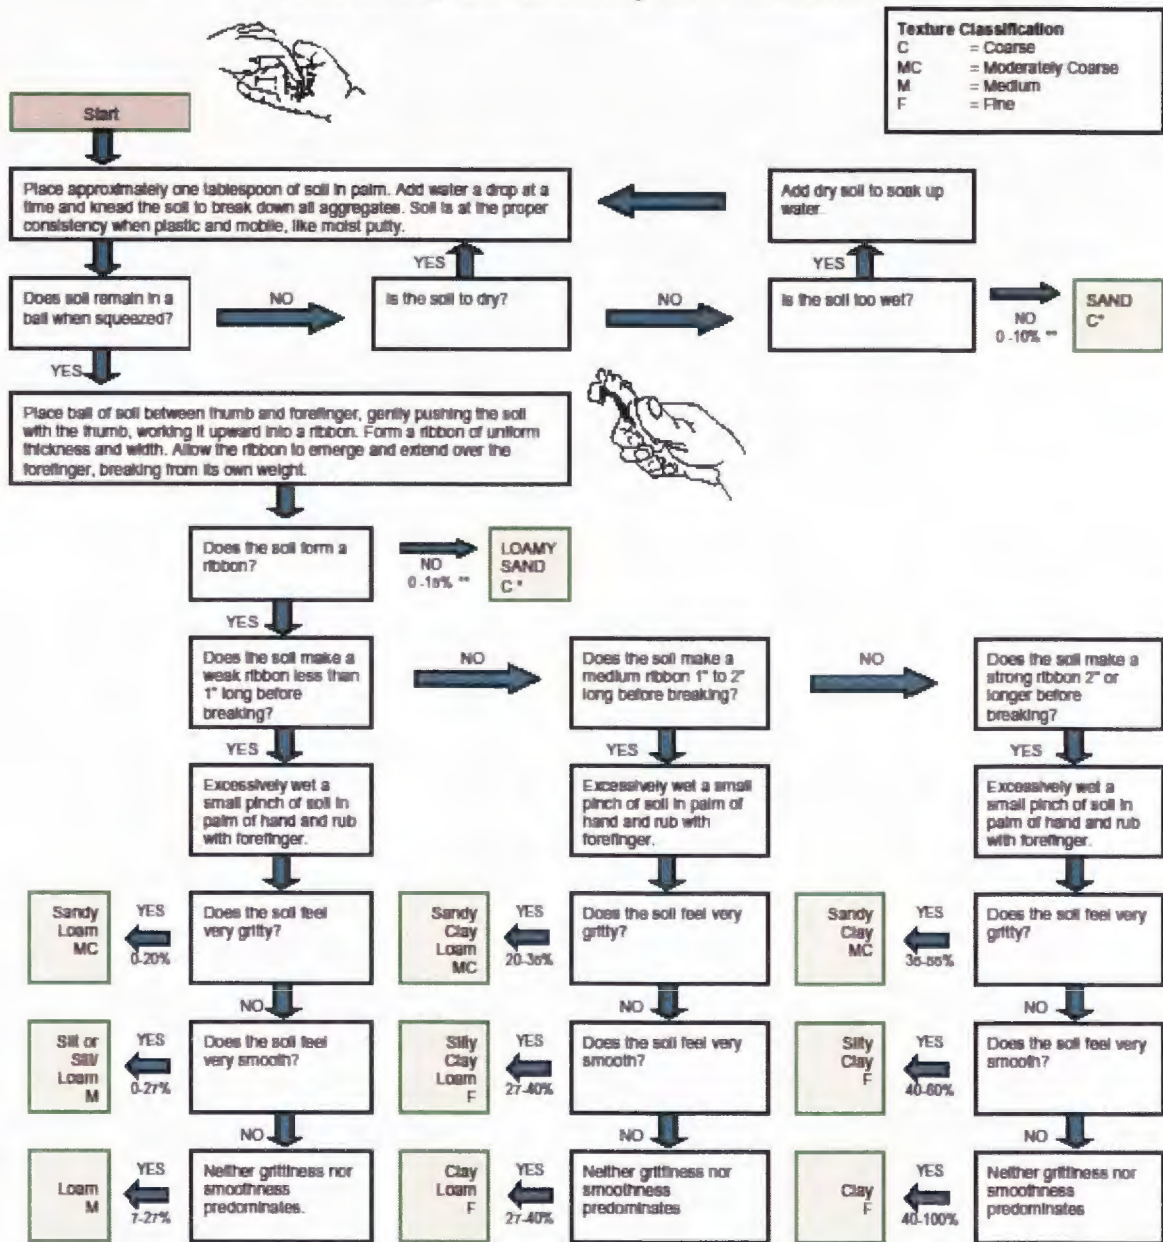 Texture Classification
C = Coarse
MC = Moderately Coarse
M = Medium
F = Fine
Start
Place approximately one tablespoon of soil in palm. Add water a drop at a
time and knead the soil to break down all aggregates. Soil is at the proper
consistency when plastic and mobile, like moist putty.
Add dry soil to soak up
water.
YES
YES
Does soil remain in a
ball when squeezed?
NO
Is the soil to dry?
NO
Is the soil too wet?
NO
0 -10% **
SAND
C*
YES
Place ball of soil between thumb and forefinger, gently pushing the soil
with the thumb, working it upward into a ribbon. Form a ribbon of uniform
thickness and width. Allow the ribbon to emerge and extend over the
forefinger, breaking from its own weight.
Does the soil form a
ribbon?
NO
0 -15% **
LOAMY
SAND
C *
YES
Does the soil make a
weak ribbon less than
1" long before
breaking?
NO
Does the soil make a
medium ribbon 1" to 2"
long before breaking?
NO
Does the soil make a
strong ribbon 2" or
longer before
breaking?
YES
YES
YES
Excessively wet a
small pinch of soil in
palm of hand and rub
with forefinger.
Excessively wet a small
pinch of soil in palm of
hand and rub with
forefinger.
Excessively wet a
small pinch of soil in
palm of hand and rub
with forefinger.
Sandy
Loam
MC
YES
0-20%
Does the soil feel
very gritty?
Sandy
Clay
Loam
MC
YES
20-35%
Does the soil feel very
gritty?
Sandy
Clay
MC
YES
35-55%
Does the soil feel very
gritty?
NO
NO
NO
Silt or
Silt/
Loam
M
YES
0-27%
Does the soil feel
very smooth?
Silty
Clay
Loam
F
YES
27-40%
Does the soil feel very
smooth?
Silty
Clay
F
YES
40-60%
Does the soil feel very
smooth?
NO
NO
NO
Loam
M
YES
7-27%
Neither grittiness nor
smoothness
predominates.
Clay
Loam
F
YES
27-40%
Neither grittiness nor
smoothness
predominates
Clay
F
YES
40-100%
Neither grittiness nor
smoothness
predominates